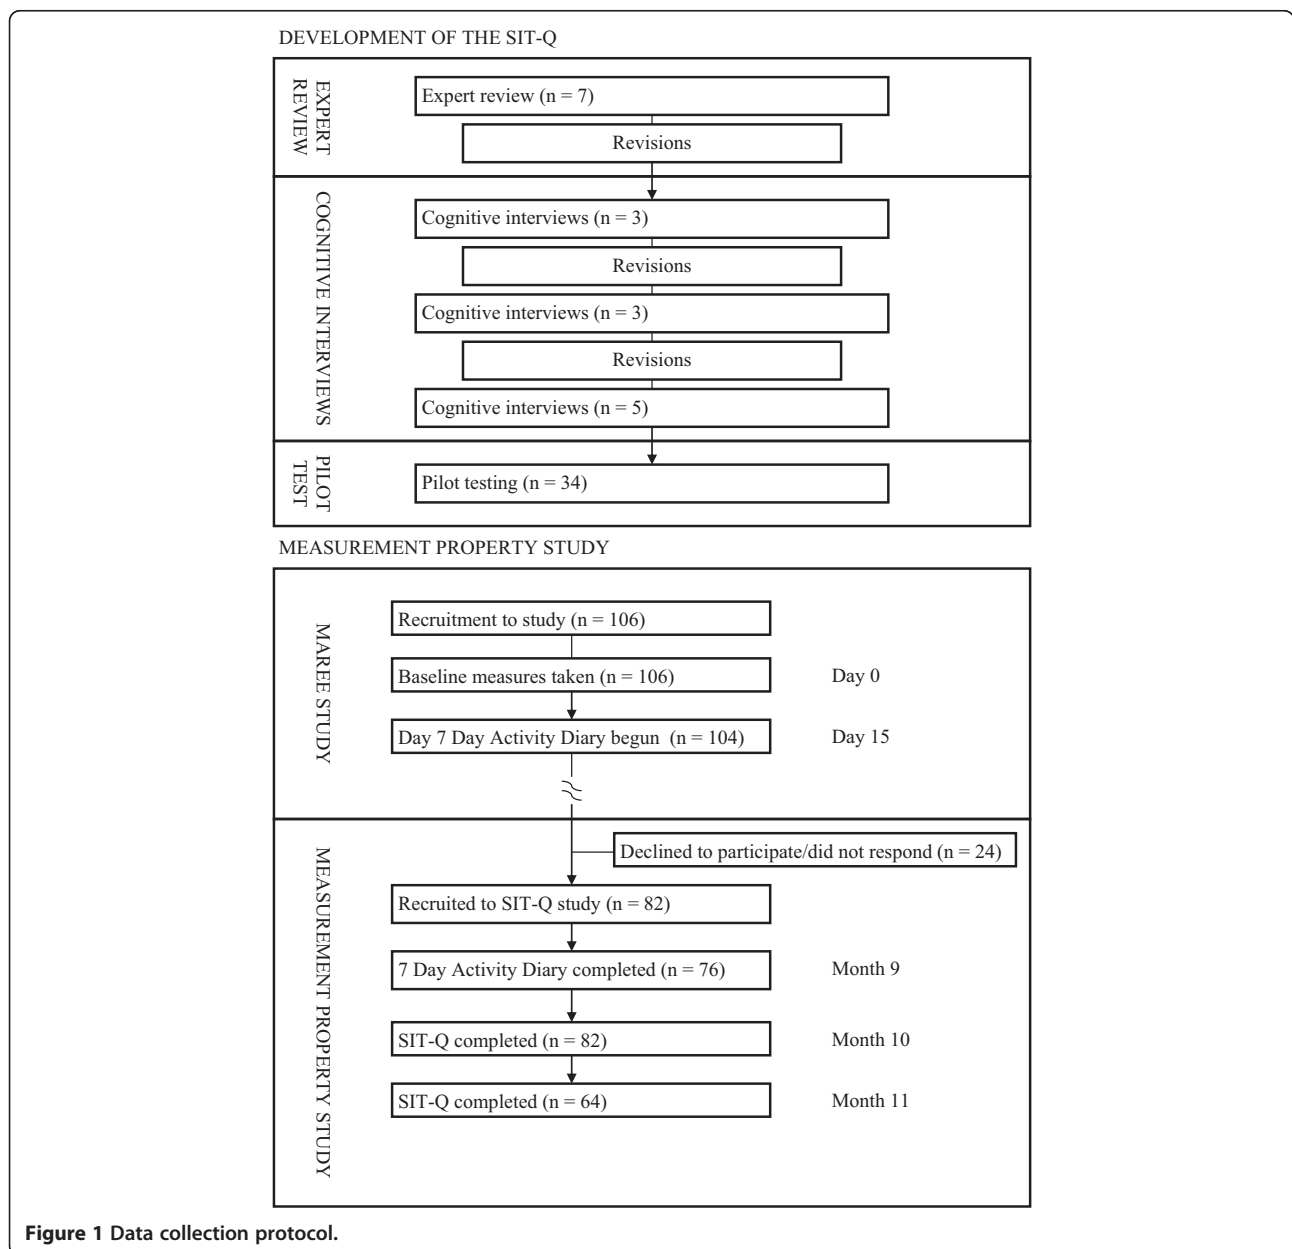 DEVELOPMENT OF THE SIT-Q
EXPERT
REVIEW
Expert review (n = 7)
Revisions
COGNITIVE INTERVIEWS
Cognitive interviews (n = 3)
Revisions
Cognitive interviews (n = 3)
Revisions
Cognitive interviews (n = 5)
PILOT
TEST
Pilot testing (n = 34)
MEASUREMENT PROPERTY STUDY
MAREE STUDY
Recruitment to study (n = 106)
Baseline measures taken (n = 106)
Day 0
Day 7 Day Activity Diary begun (n = 104)
Day 15
MEASUREMENT PROPERTY STUDY
Declined to participate/did not respond (n = 24)
Recruited to SIT-Q study (n = 82)
7 Day Activity Diary completed (n = 76)
Month 9
SIT-Q completed (n = 82)
Month 10
SIT-Q completed (n = 64)
Month 11
Figure 1 Data collection protocol.